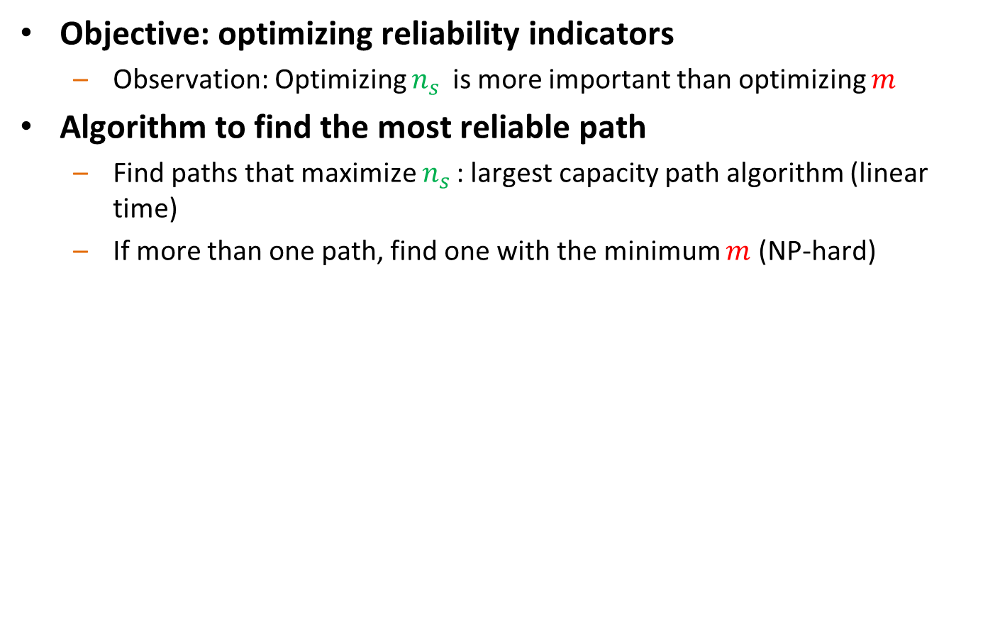 • Objective: optimizing reliability indicators
– Observation: Optimizing nₛ is more important than optimizing m
• Algorithm to find the most reliable path
– Find paths that maximize nₛ : largest capacity path algorithm (linear
time)
– If more than one path, find one with the minimum m (NP-hard)